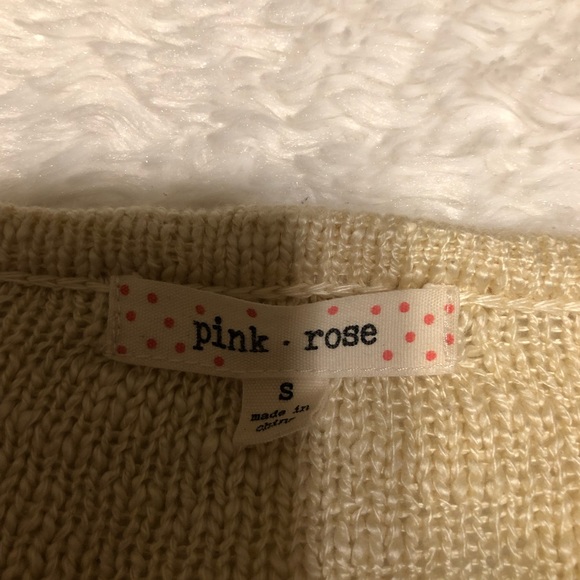 pink · rose
S
made in
china